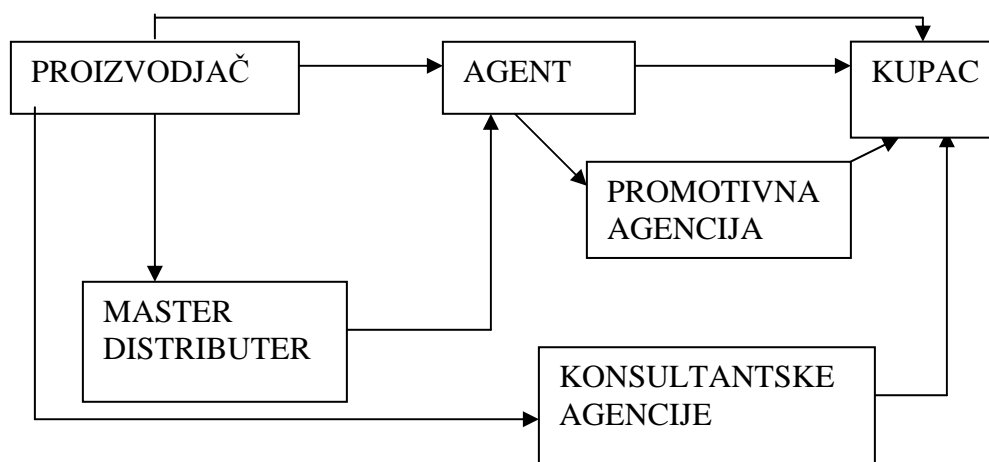 PROIZVODJAČ
AGENT
KUPAC
PROMOTIVNA
AGENCIJA
MASTER
DISTRIBUTER
KONSULTANTSKE
AGENCIJE